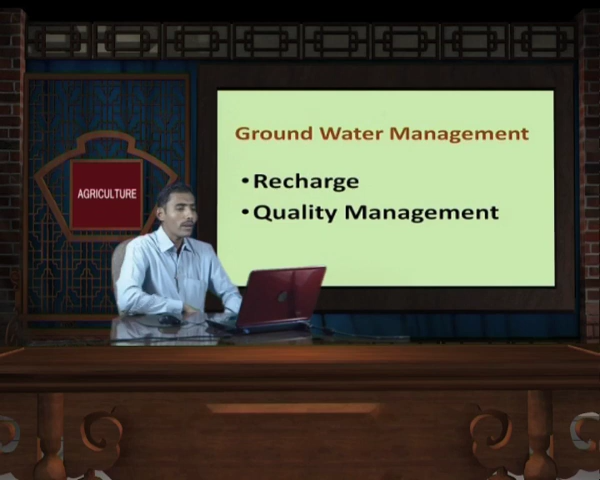 Ground Water Management
•Recharge
•Quality Management
AGRICULTURE